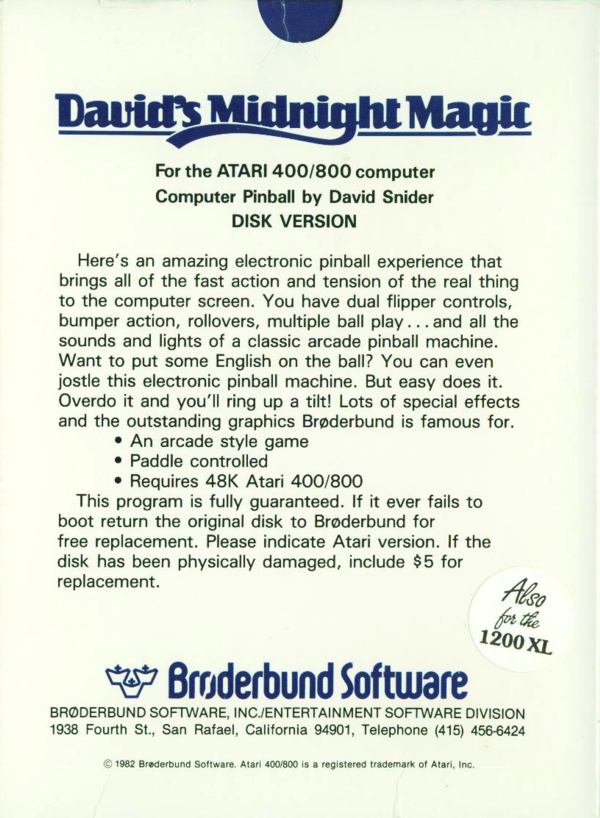 David's Midnight Magic
For the ATARI 400/800 computer
Computer Pinball by David Snider
DISK VERSION
Here's an amazing electronic pinball experience that
brings all of the fast action and tension of the real thing
to the computer screen. You have dual flipper controls,
bumper action, rollovers, multiple ball play...and all the
sounds and lights of a classic arcade pinball machine.
Want to put some English on the ball? You can even
jostle this electronic pinball machine. But easy does it.
Overdo it and you'll ring up a tilt! Lots of special effects
and the outstanding graphics Brøderbund is famous for.
• An arcade style game
• Paddle controlled
• Requires 48K Atari 400/800
This program is fully guaranteed. If it ever fails to
boot return the original disk to Brøderbund for
free replacement. Please indicate Atari version. If the
disk has been physically damaged, include $5 for
replacement.
Also
for the
1200 XL
Brøderbund Software
BRØDERBUND SOFTWARE, INC./ENTERTAINMENT SOFTWARE DIVISION
1938 Fourth St., San Rafael, California 94901, Telephone (415) 456-6424
© 1982 Brøderbund Software. Atari 400/800 is a registered trademark of Atari, Inc.